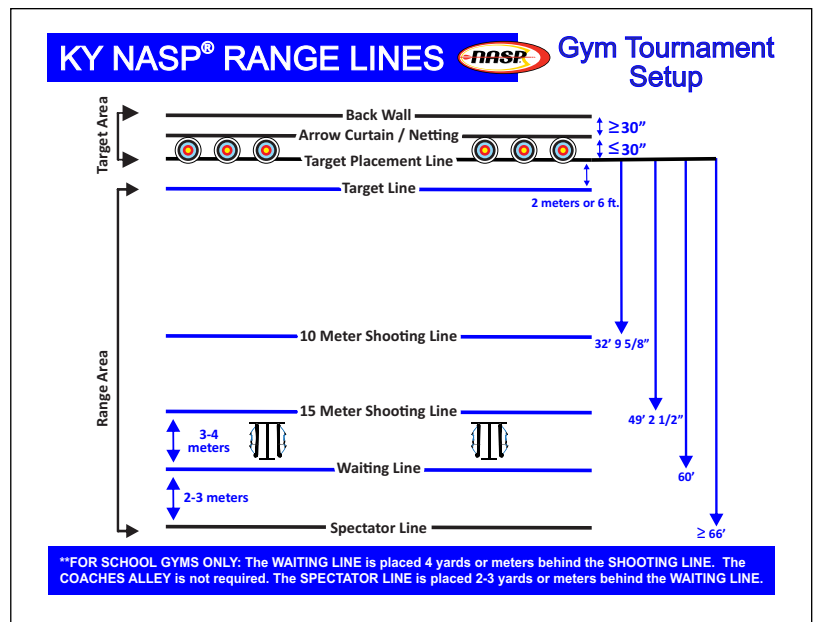 KY NASP® RANGE LINES
NASP
Gym Tournament
Setup
Target Area
Back Wall
≥30”
Arrow Curtain / Netting
≤30”
Target Placement Line
Target Line
2 meters or 6 ft.
Range Area
10 Meter Shooting Line
32’ 9 5/8”
15 Meter Shooting Line
49’ 2 1/2”
3-4
meters
Waiting Line
60’
2-3 meters
Spectator Line
≥ 66’
**FOR SCHOOL GYMS ONLY: The WAITING LINE is placed 4 yards or meters behind the SHOOTING LINE. The
COACHES ALLEY is not required. The SPECTATOR LINE is placed 2-3 yards or meters behind the WAITING LINE.